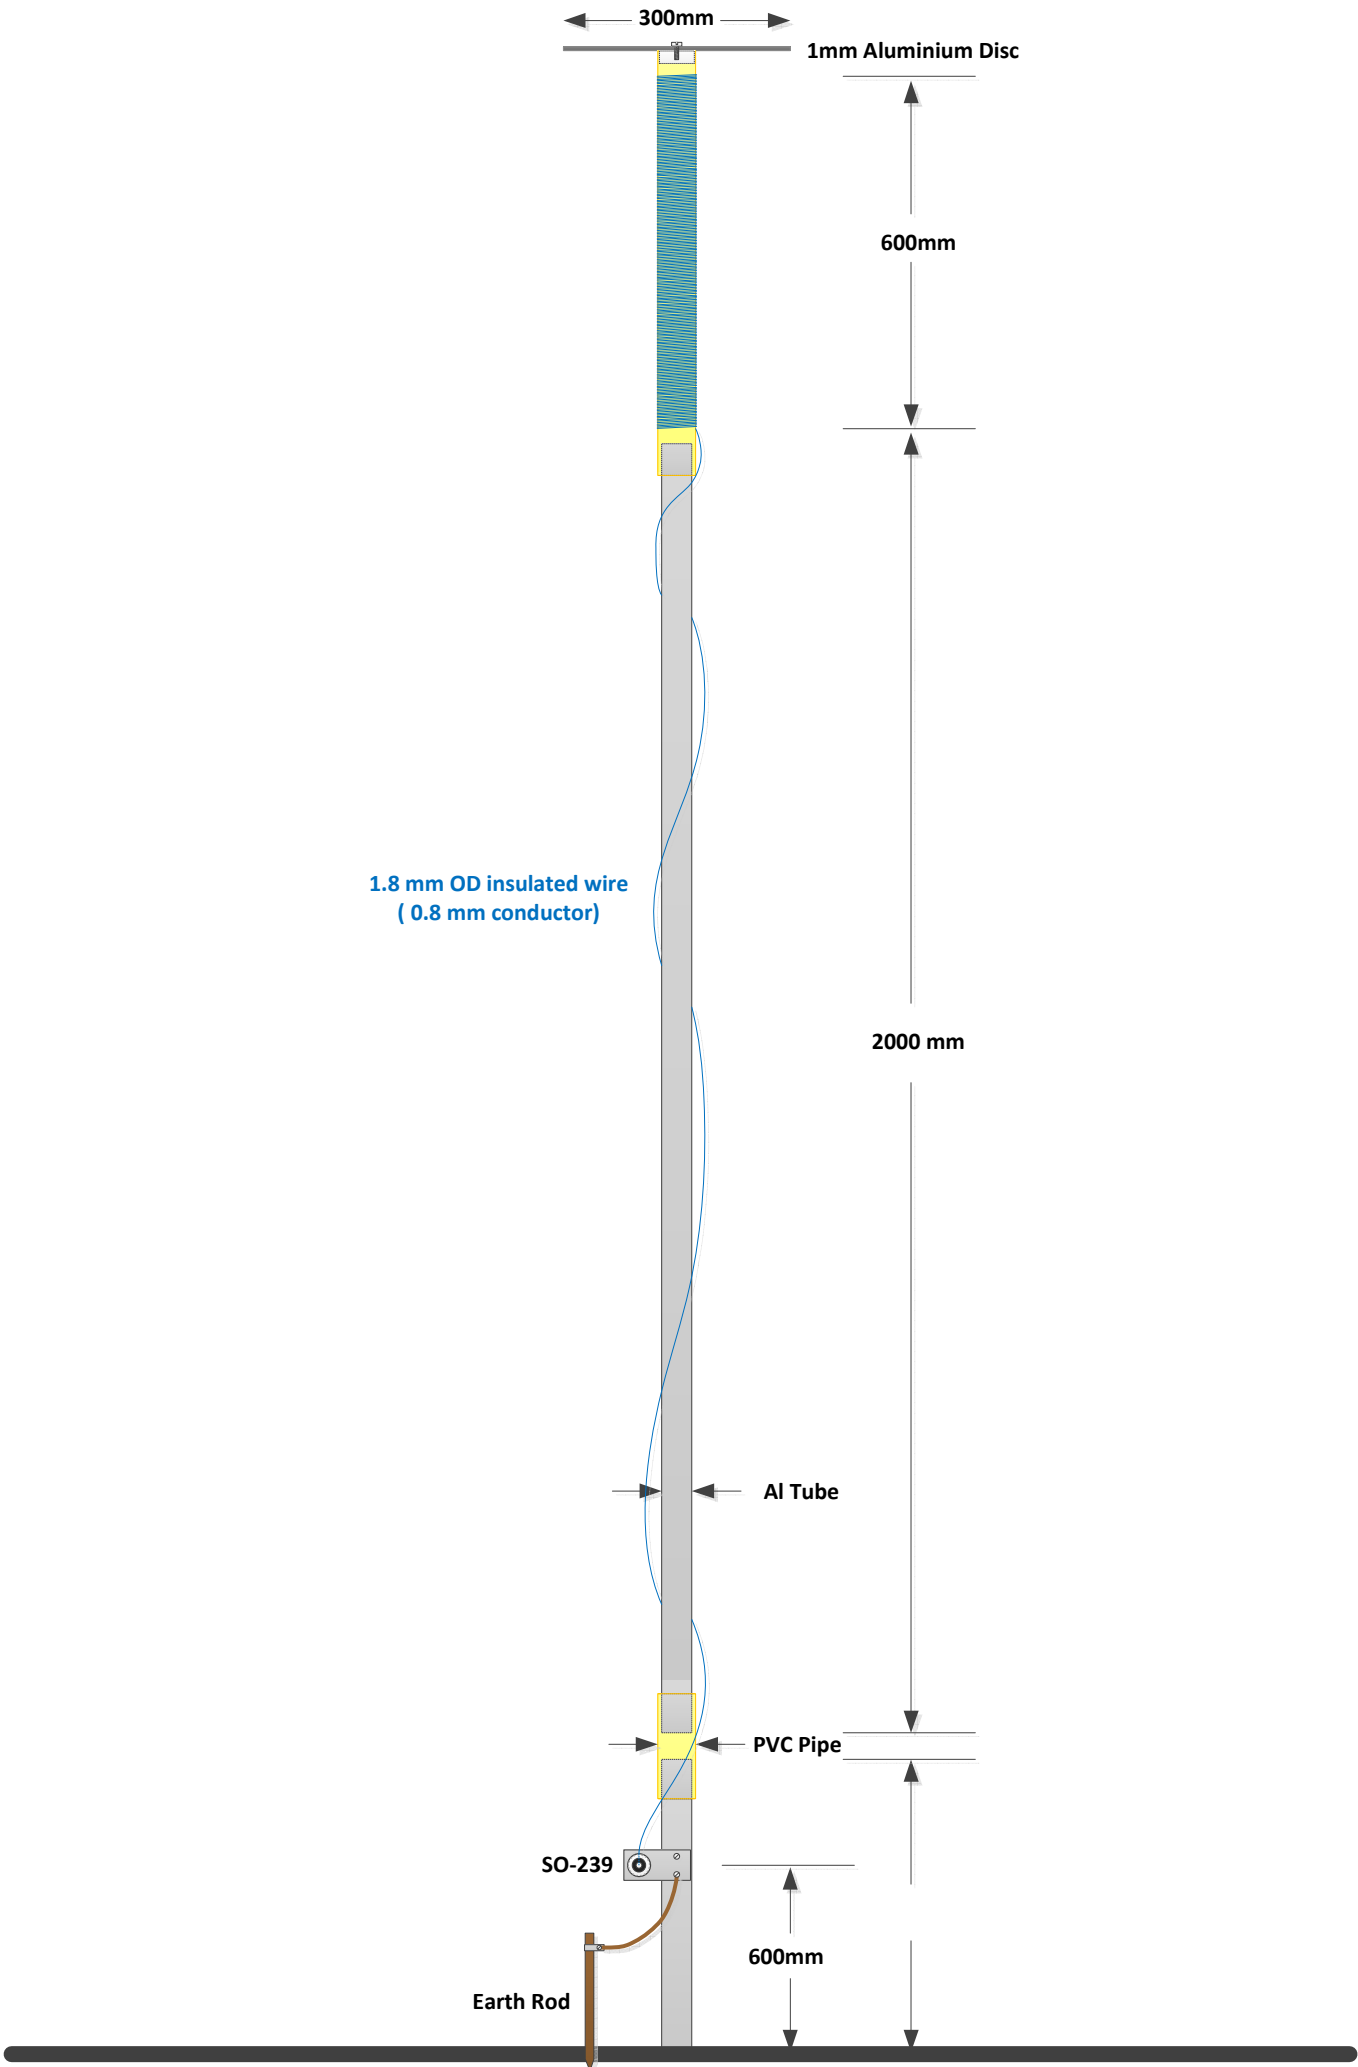 300mm
1mm Aluminium Disc
600mm
1.8 mm OD insulated wire
( 0.8 mm conductor)
2000 mm
Al Tube
PVC Pipe
SO-239
600mm
Earth Rod